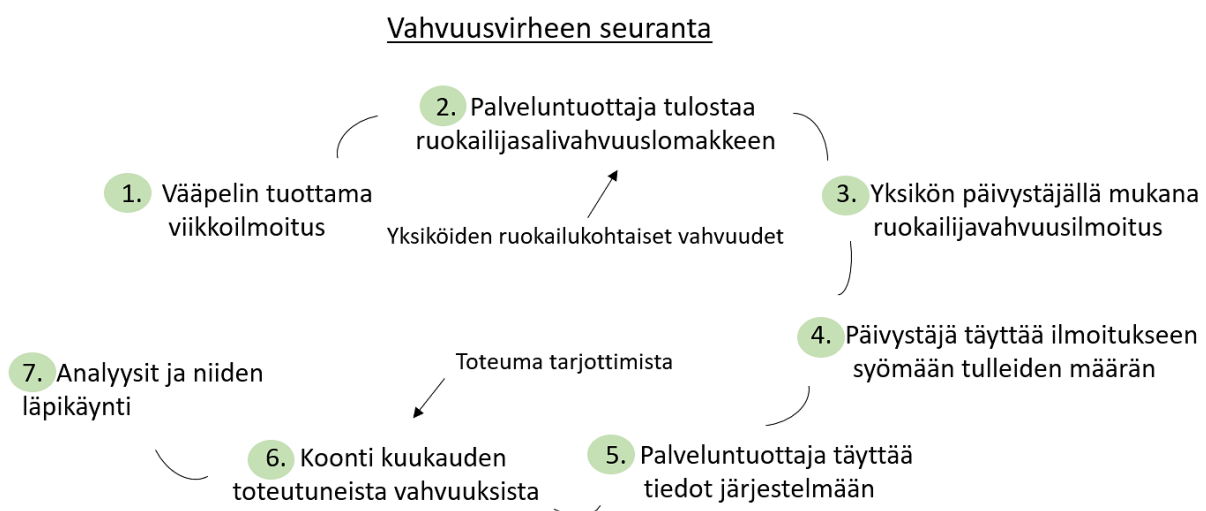 Vahvuusvirheen seuranta
2. Palveluntuottaja tulostaa
ruokailijasalivahvuuslomakkeen
1. Vääpelin tuottama
viikkoilmoitus
3. Yksikön päivystäjällä mukana
ruokailijavahvuusilmoitus
Yksiköiden ruokailukohtaiset vahvuudet
4. Päivystäjä täyttää ilmoitukseen
syömään tulleiden määrän
Toteuma tarjottimista
7. Analyysit ja niiden
läpikäynti
6. Koonti kuukauden
toteutuneista vahvuuksista
5. Palveluntuottaja täyttää
tiedot järjestelmään